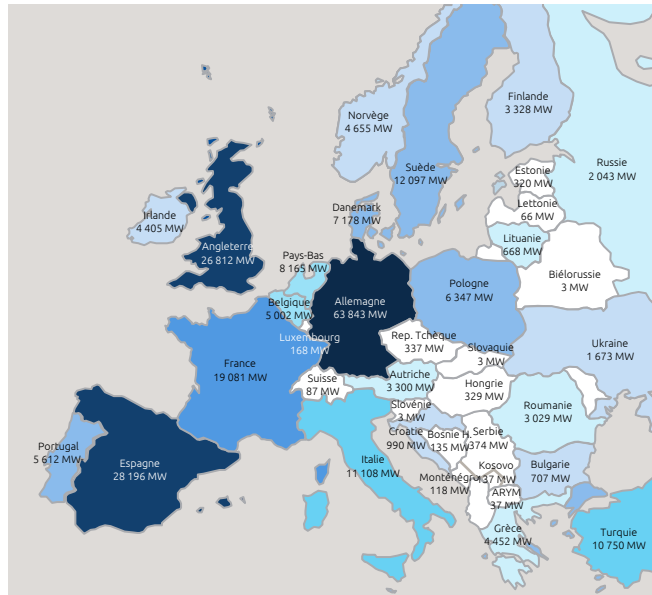 Finlande
3 328 MW
Norvège
4 655 MW
Russie
2 043 MW
Suède
12 097 MW
Estonie
320 MW
Lettonie
66 MW
Danemark
7 178 MW
Irlande
4 405 MW
Lituanie
668 MW
Angleterre
26 812 MW
Pays-Bas
8 165 MW
Biélorussie
3 MW
Pologne
6 347 MW
Belgique
5 002 MW
Allemagne
63 843 MW
Luxembourg
168 MW
Rep. Tchèque
337 MW
Slovaquie
3 MW
Ukraine
1 673 MW
France
19 081 MW
Suisse
87 MW
Autriche
3 300 MW
Hongrie
329 MW
Slovénie
3 MW
Roumanie
3 029 MW
Croatie
990 MW
Bosnie H.
135 MW
Serbie
374 MW
Portugal
5 612 MW
Espagne
28 196 MW
Italie
11 108 MW
Kosovo
137 MW
Bulgarie
707 MW
Monténégro
118 MW
ARYM
37 MW
Grèce
4 452 MW
Turquie
10 750 MW